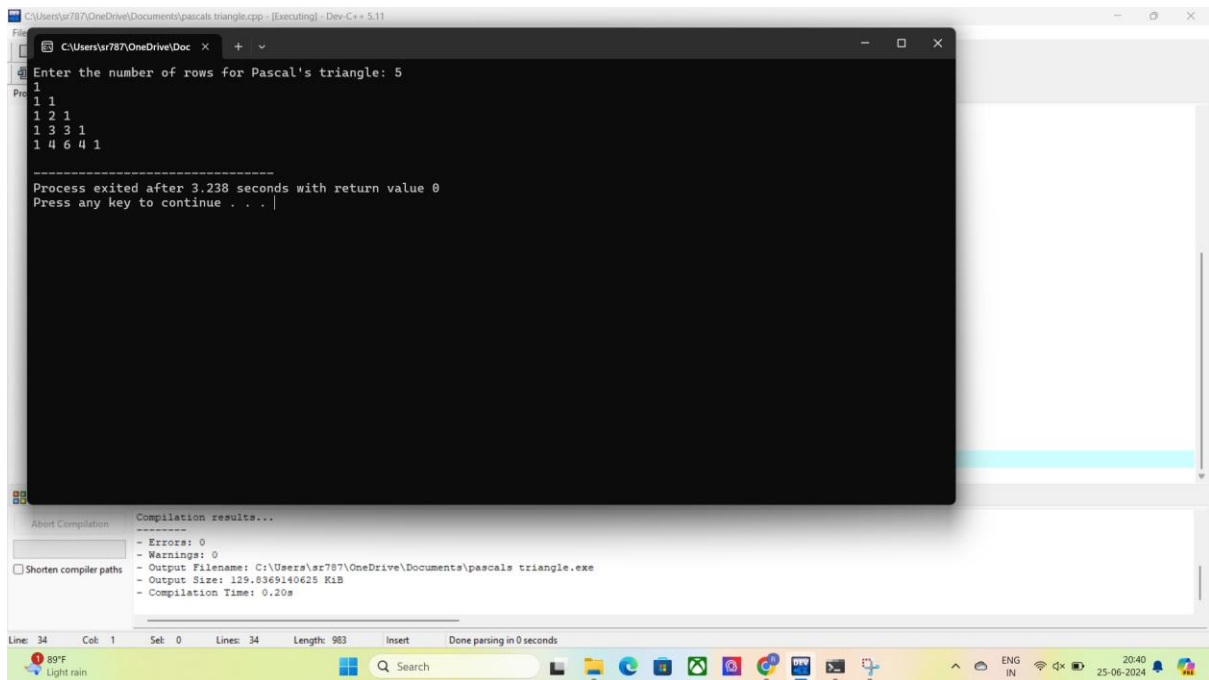 C:\Users\sr787\OneDrive\Documents\pascals triangle.cpp - [Executing] - Dev-C++ 5.11
File
C:\Users\sr787\OneDrive\Doc
Enter the number of rows for Pascal's triangle: 5
Pro
1
1 1
1 2 1
1 3 3 1
1 4 6 4 1
--------------------------------
Process exited after 3.238 seconds with return value 0
Press any key to continue . . .
Abort Compilation
Shorten compiler paths
Compilation results...
--------
- Errors: 0
- Warnings: 0
- Output Filename: C:\Users\sr787\OneDrive\Documents\pascals triangle.exe
- Output Size: 129.8369140625 KiB
- Compilation Time: 0.20s
Line: 34 Col: 1 Sel: 0 Lines: 34 Length: 983 Insert Done parsing in 0 seconds
1
89°F
Light rain
Search
DEV
ENG
IN
20:40
25-06-2024
PRE